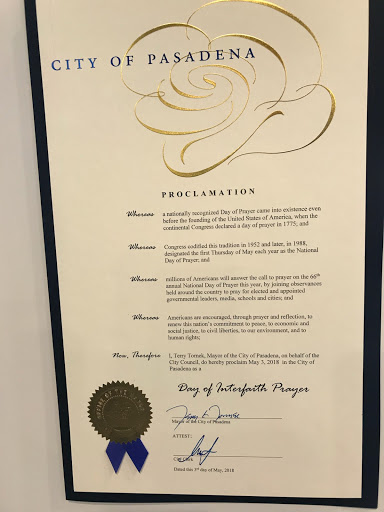 CITY OF PASADENA
PROCLAMATION
Whereas a nationally recognized Day of Prayer came into existence even
before the founding of the United States of America, when the
continental Congress declared a day of prayer in 1775; and
Whereas Congress codified this tradition in 1952 and later, in 1988,
designated the first Thursday of May each year as the National
Day of Prayer; and
Whereas millions of Americans will answer the call to prayer on the 66th
annual National Day of Prayer this year, by joining observances
held around the country to pray for elected and appointed
governmental leaders, media, schools and cities; and
Whereas Americans are encouraged, through prayer and reflection, to
renew this nation's commitment to peace, to economic and
social justice, to civil liberties, to our environment, and to
human rights;
Now, Therefore I, Terry Tornek, Mayor of the City of Pasadena, on behalf of the
City Council, do hereby proclaim May 3, 2018 in the City of
Pasadena as a
Day of Interfaith Prayer
Mayor of the City of Pasadena
ATTEST:
City Clerk
Dated this 3rd day of May, 2018